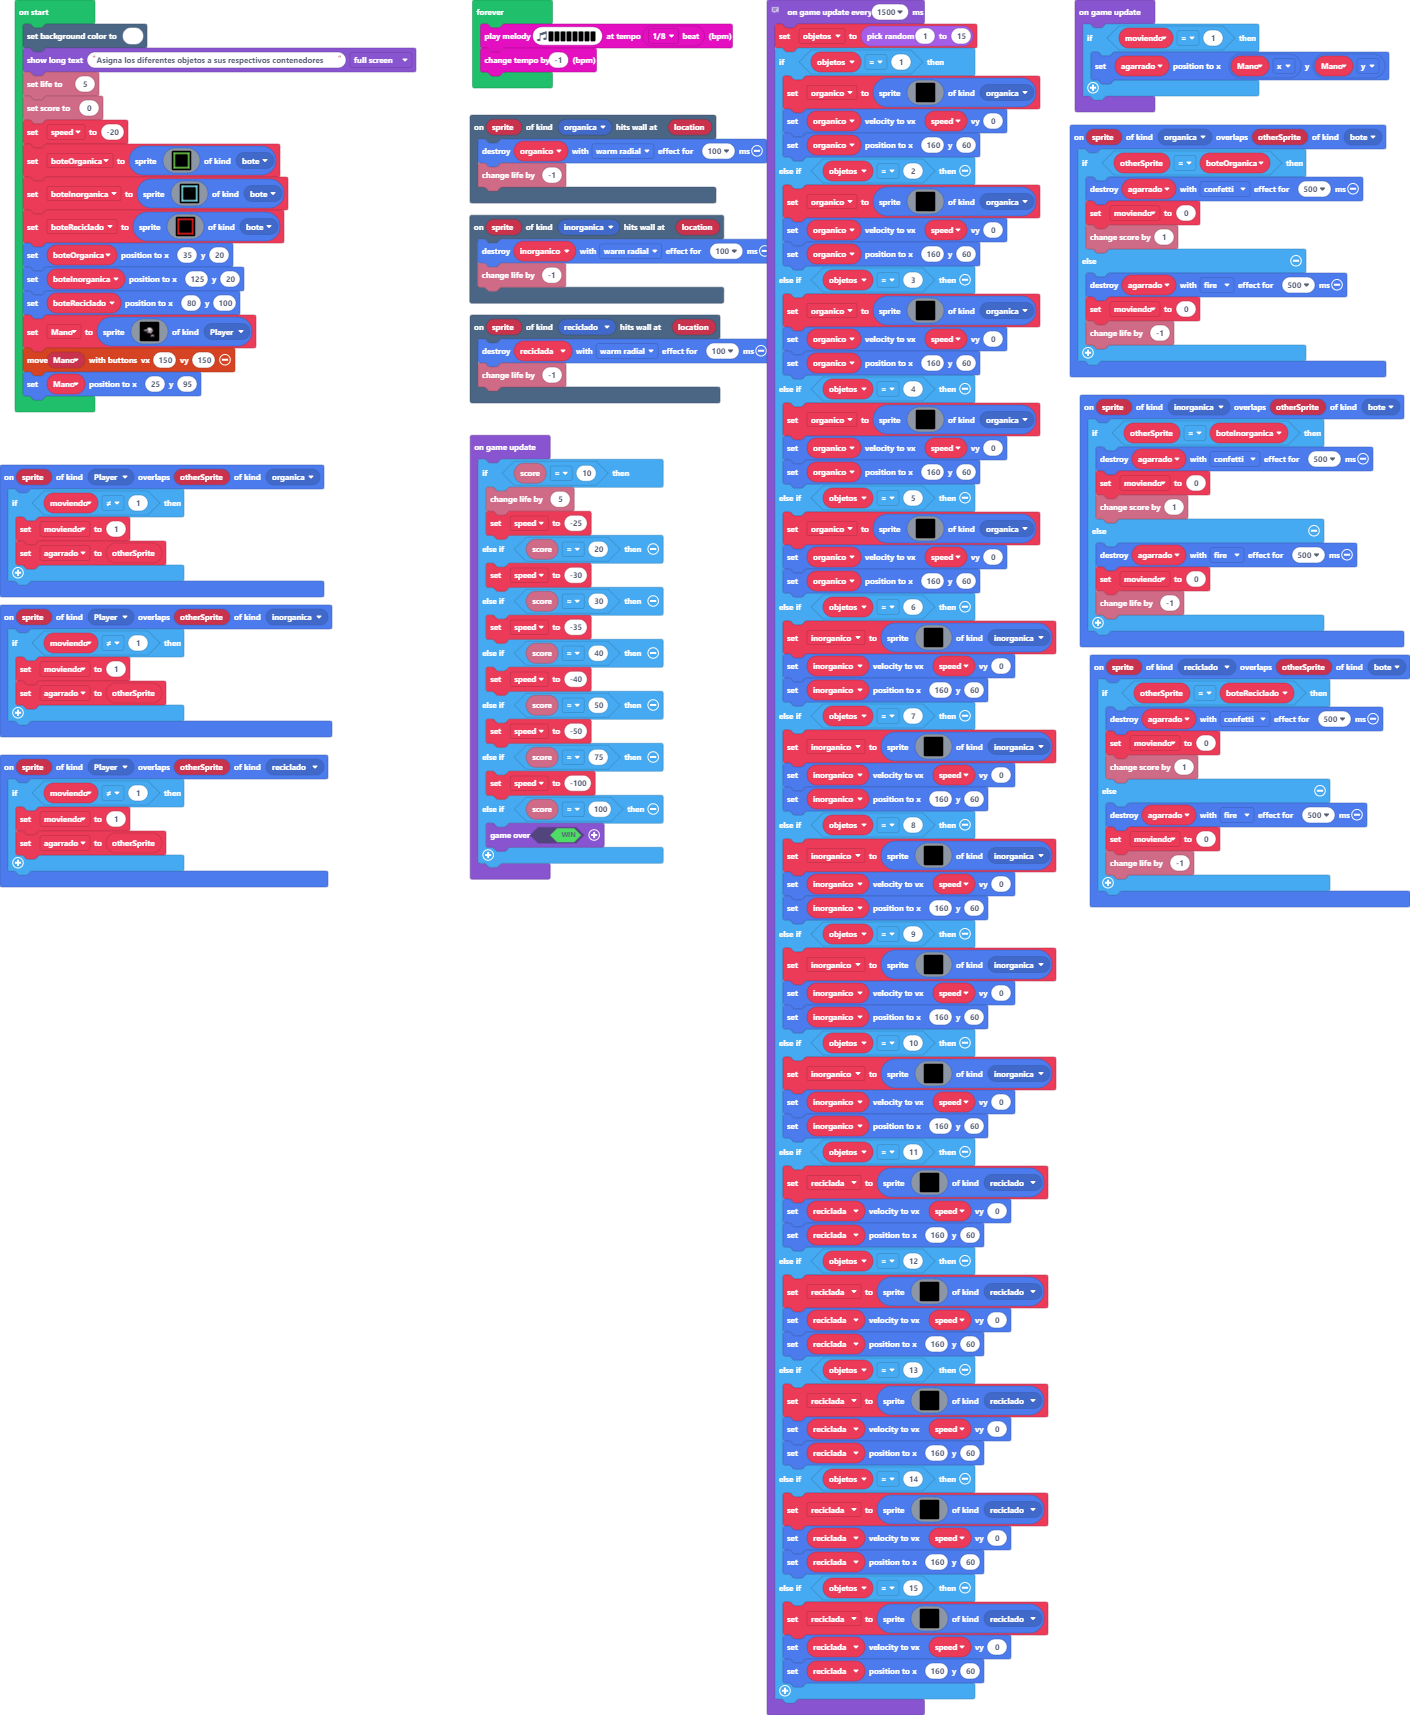 on start
set background color to
show long text "Asigna los diferentes objetos a sus respectivos contenedores" full screen
set life to 5
set score to 0
set speed to -20
set boteOrganica to sprite of kind bote
set boteInorganica to sprite of kind bote
set boteReciclado to sprite of kind bote
set boteOrganica position to x 35 y 20
set boteInorganica position to x 125 y 20
set boteReciclado position to x 80 y 100
set Mano to sprite of kind Player
move Mano with buttons vx 150 vy 150
set Mano position to x 25 y 95
on sprite of kind Player overlaps otherSprite of kind organica
if moviendo ≠ 1 then
set moviendo to 1
set agarrado to otherSprite
on sprite of kind Player overlaps otherSprite of kind inorganica
if moviendo ≠ 1 then
set moviendo to 1
set agarrado to otherSprite
on sprite of kind Player overlaps otherSprite of kind reciclado
if moviendo ≠ 1 then
set moviendo to 1
set agarrado to otherSprite
forever
play melody at tempo 1/8 beat (bpm)
change tempo by -1 (bpm)
on sprite of kind organica hits wall at location
destroy organico with warm radial effect for 100 ms
change life by -1
on sprite of kind inorganica hits wall at location
destroy inorganico with warm radial effect for 100 ms
change life by -1
on sprite of kind reciclado hits wall at location
destroy reciclada with warm radial effect for 100 ms
change life by -1
on game update
if score = 10 then
change life by 5
set speed to -25
else if score = 20 then
set speed to -30
else if score = 30 then
set speed to -35
else if score = 40 then
set speed to -40
else if score = 50 then
set speed to -50
else if score = 75 then
set speed to -100
else if score = 100 then
game over WIN
on game update every 1500 ms
set objetos to pick random 1 to 15
if objetos = 1 then
set organico to sprite of kind organica
set organico velocity to vx speed vy 0
set organico position to x 160 y 60
else if objetos = 2 then
set organico to sprite of kind organica
set organico velocity to vx speed vy 0
set organico position to x 160 y 60
else if objetos = 3 then
set organico to sprite of kind organica
set organico velocity to vx speed vy 0
set organico position to x 160 y 60
else if objetos = 4 then
set organico to sprite of kind organica
set organico velocity to vx speed vy 0
set organico position to x 160 y 60
else if objetos = 5 then
set organico to sprite of kind organica
set organico velocity to vx speed vy 0
set organico position to x 160 y 60
else if objetos = 6 then
set inorganico to sprite of kind inorganica
set inorganico velocity to vx speed vy 0
set inorganico position to x 160 y 60
else if objetos = 7 then
set inorganico to sprite of kind inorganica
set inorganico velocity to vx speed vy 0
set inorganico position to x 160 y 60
else if objetos = 8 then
set inorganico to sprite of kind inorganica
set inorganico velocity to vx speed vy 0
set inorganico position to x 160 y 60
else if objetos = 9 then
set inorganico to sprite of kind inorganica
set inorganico velocity to vx speed vy 0
set inorganico position to x 160 y 60
else if objetos = 10 then
set inorganico to sprite of kind inorganica
set inorganico velocity to vx speed vy 0
set inorganico position to x 160 y 60
else if objetos = 11 then
set reciclada to sprite of kind reciclado
set reciclada velocity to vx speed vy 0
set reciclada position to x 160 y 60
else if objetos = 12 then
set reciclada to sprite of kind reciclado
set reciclada velocity to vx speed vy 0
set reciclada position to x 160 y 60
else if objetos = 13 then
set reciclada to sprite of kind reciclado
set reciclada velocity to vx speed vy 0
set reciclada position to x 160 y 60
else if objetos = 14 then
set reciclada to sprite of kind reciclado
set reciclada velocity to vx speed vy 0
set reciclada position to x 160 y 60
else if objetos = 15 then
set reciclada to sprite of kind reciclado
set reciclada velocity to vx speed vy 0
set reciclada position to x 160 y 60
on game update
if moviendo = 1 then
set agarrado position to x Mano x y Mano y
on sprite of kind organica overlaps otherSprite of kind bote
if otherSprite = boteOrganica then
destroy agarrado with confetti effect for 500 ms
set moviendo to 0
change score by 1
else
destroy agarrado with fire effect for 500 ms
set moviendo to 0
change life by -1
on sprite of kind inorganica overlaps otherSprite of kind bote
if otherSprite = boteInorganica then
destroy agarrado with confetti effect for 500 ms
set moviendo to 0
change score by 1
else
destroy agarrado with fire effect for 500 ms
set moviendo to 0
change life by -1
on sprite of kind reciclado overlaps otherSprite of kind bote
if otherSprite = boteReciclado then
destroy agarrado with confetti effect for 500 ms
set moviendo to 0
change score by 1
else
destroy agarrado with fire effect for 500 ms
set moviendo to 0
change life by -1